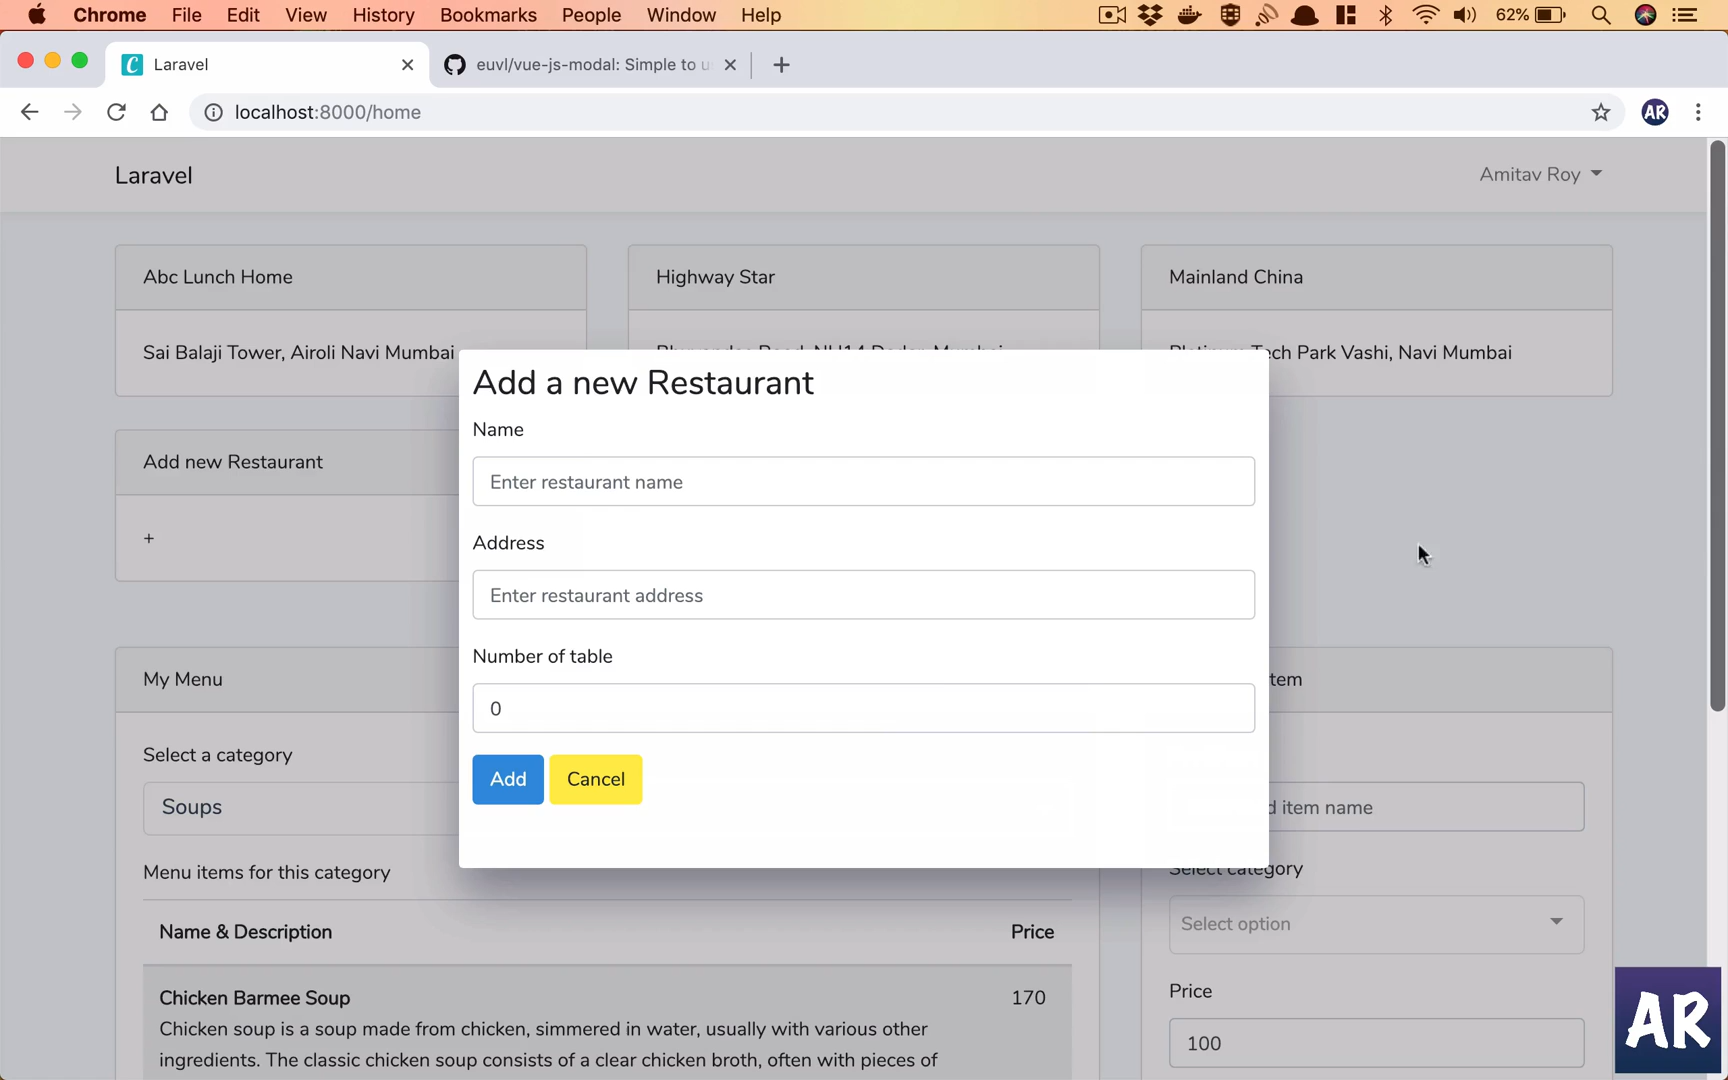 Chrome File Edit View History Bookmarks People Window Help 62%
Laravel euvl/vue-js-modal: Simple to
localhost:8000/home AR
Laravel Amitav Roy
Abc Lunch Home Highway Star Mainland China
Sai Balaji Tower, Airoli Navi Mumbai Tech Park Vashi, Navi Mumbai
Add a new Restaurant
Name
Add new Restaurant
Enter restaurant name
+
Address
Enter restaurant address
Number of table
My Menu
0
Select a category
Add Cancel
Soups item name
Menu items for this category Select category
Name & Description Price
Select option
Chicken Barmee Soup 170
Price
Chicken soup is a soup made from chicken, simmered in water, usually with various other
100
ingredients. The classic chicken soup consists of a clear chicken broth, often with pieces of
AR